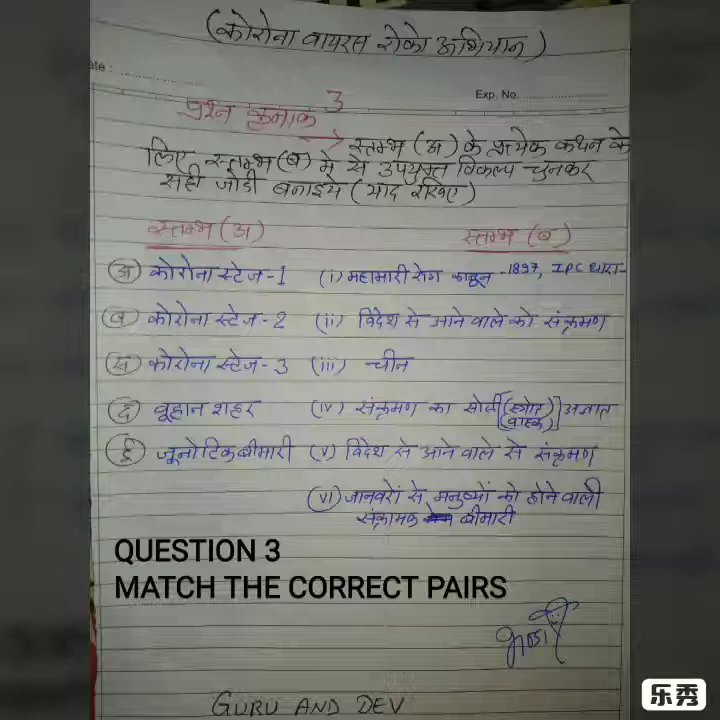 (कोरोना वायरस रोको अभियान)
ate :
Exp. No.
प्रश्न क्रमांक 3
→ स्तम्भ (अ) के प्रत्येक कथन के
लिए स्तम्भ (ब) मे से उपयुक्त विकल्प चुनकर
सही जोडी बनाइये (याद रखिए)
स्तम्भ (अ) स्तम्भ (ब)
(अ) कोरोना स्टेज-1 (i) महामारी रोग कानून -1897, IPC धारा-
(ब) कोरोना स्टेज-2 (ii) विदेश से आने वाले को संक्रमण
(स) कोरोना स्टेज-3 (iii) चीन
(द) वूहान शहर (iv) संक्रमण का सोर्स [(स्त्रोत) (वाहक)] अज्ञात
(ई) जूनोटिक बीमारी (v) विदेश से आने वाले से संक्रमण
(vi) जानवरों से मनुष्यों को होने वाली
संक्रामक बीमारी
QUESTION 3
MATCH THE CORRECT PAIRS
GURU AND DEV
乐秀